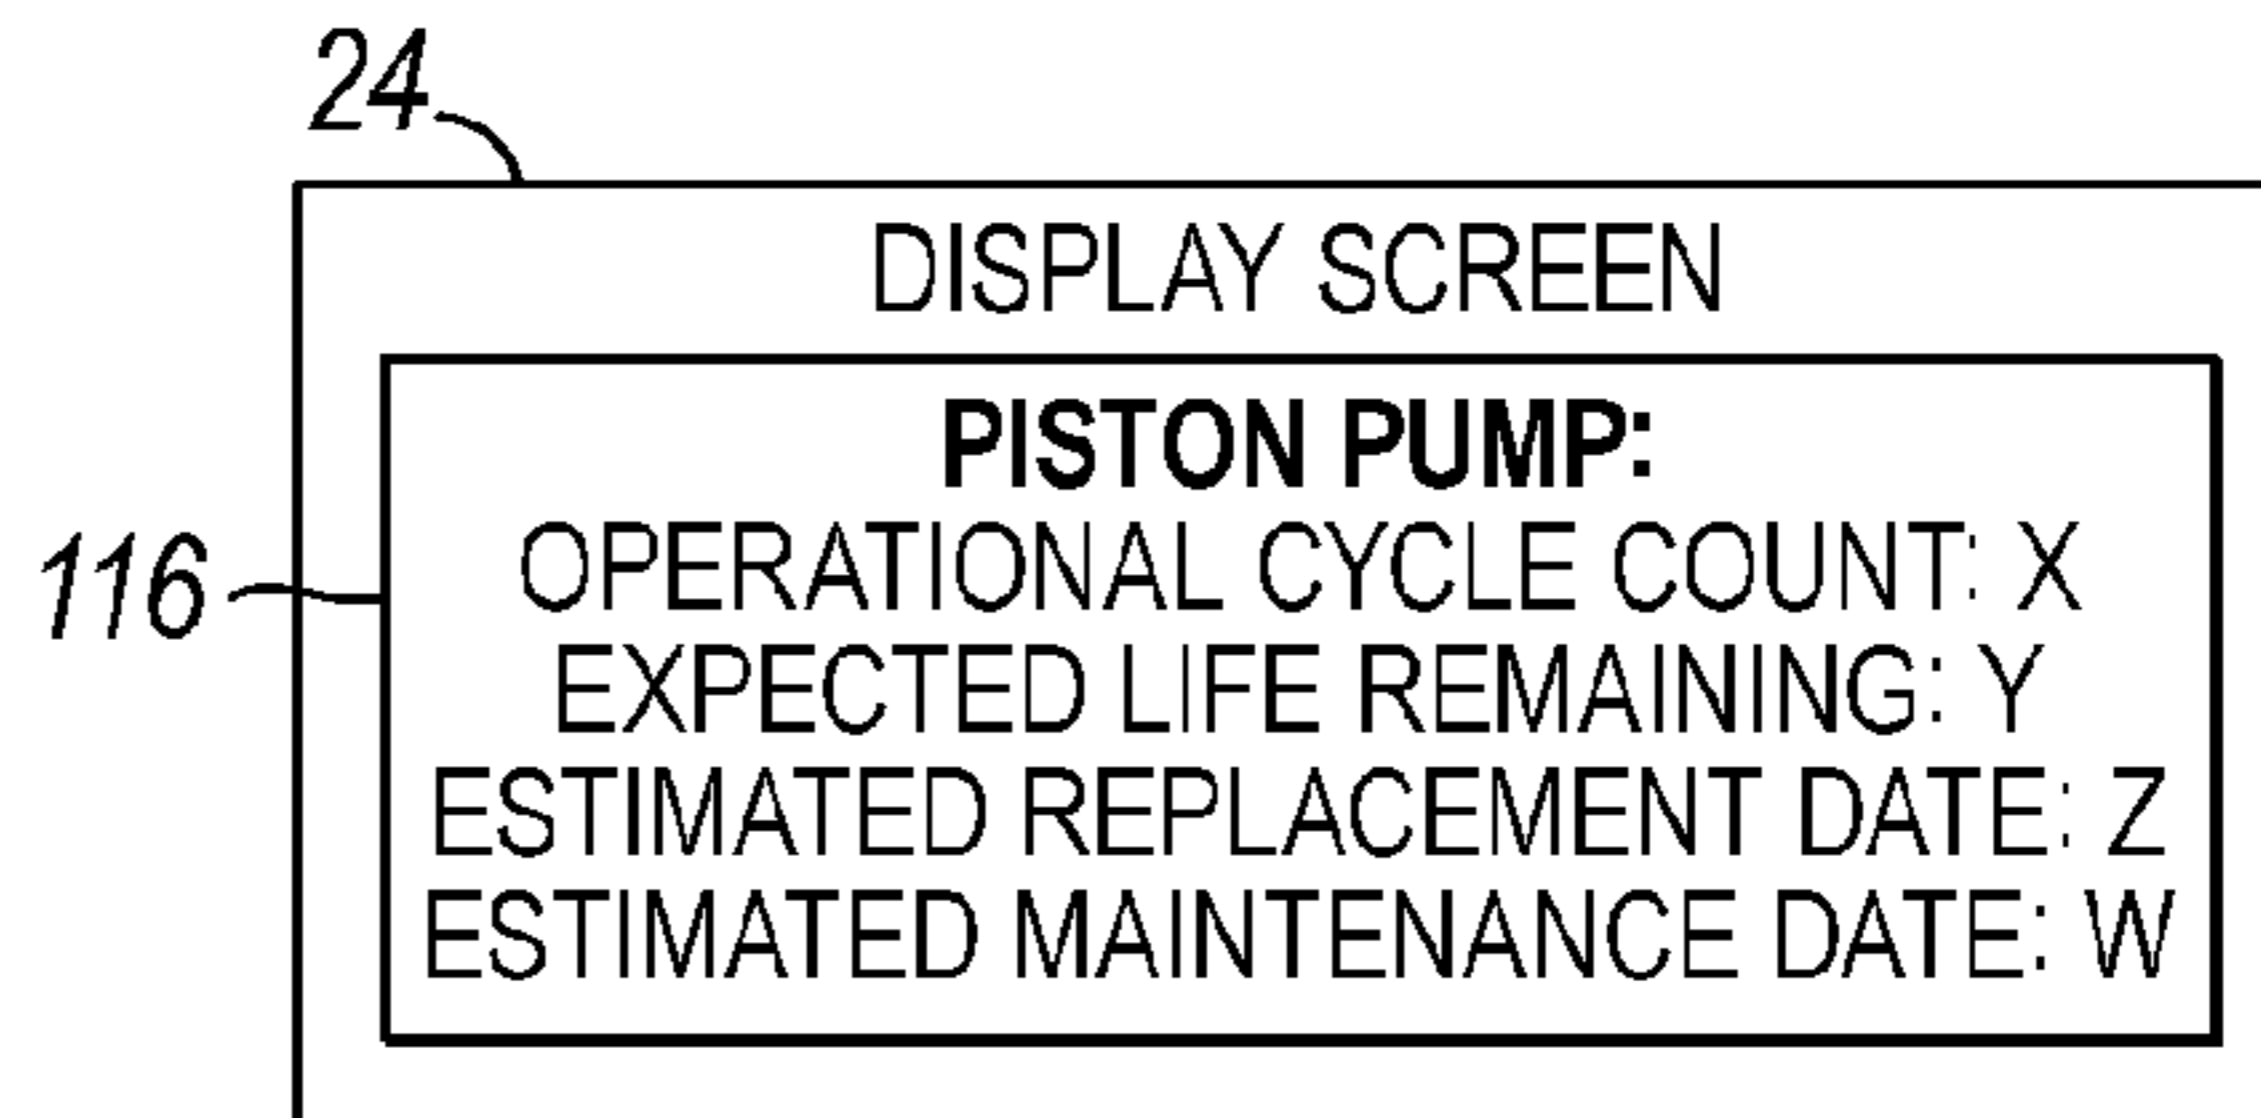 24
DISPLAY SCREEN
PISTON PUMP:
116
OPERATIONAL CYCLE COUNT: X
EXPECTED LIFE REMAINING: Y
ESTIMATED REPLACEMENT DATE: Z
ESTIMATED MAINTENANCE DATE: W